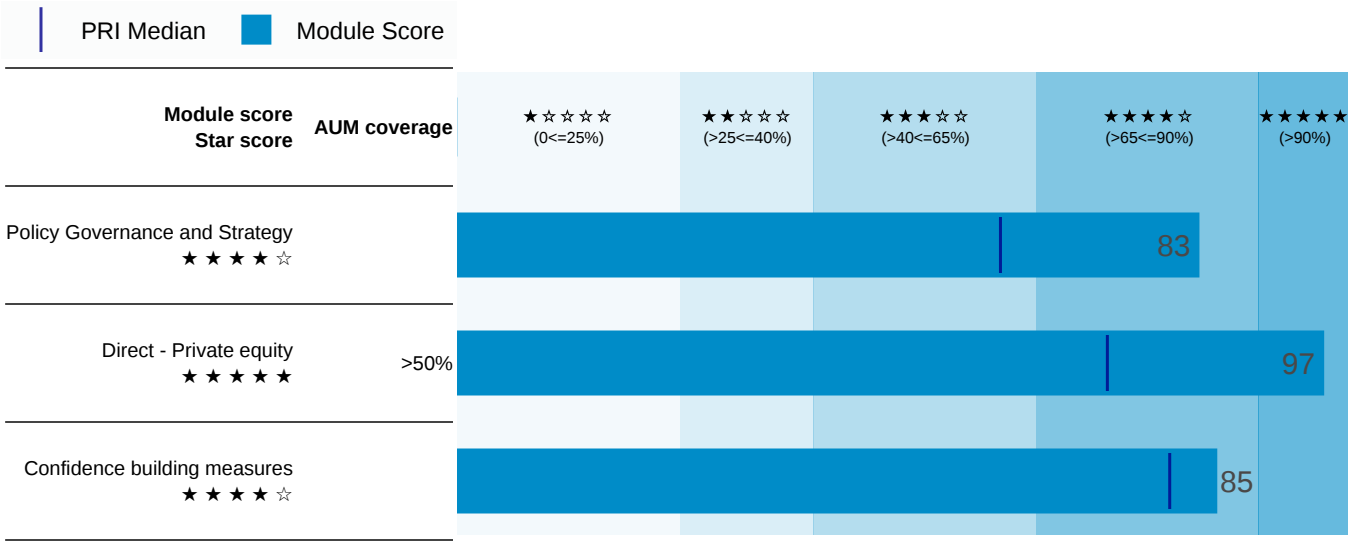 PRI Median Module Score
Module score
Star score
AUM coverage
★☆☆☆☆
(0<=25%)
★★☆☆☆
(>25<=40%)
★★★☆☆
(>40<=65%)
★★★★☆
(>65<=90%)
★★★★★
(>90%)
Policy Governance and Strategy
★★★★☆
83
Direct - Private equity
★★★★★
>50%
97
Confidence building measures
★★★★☆
85